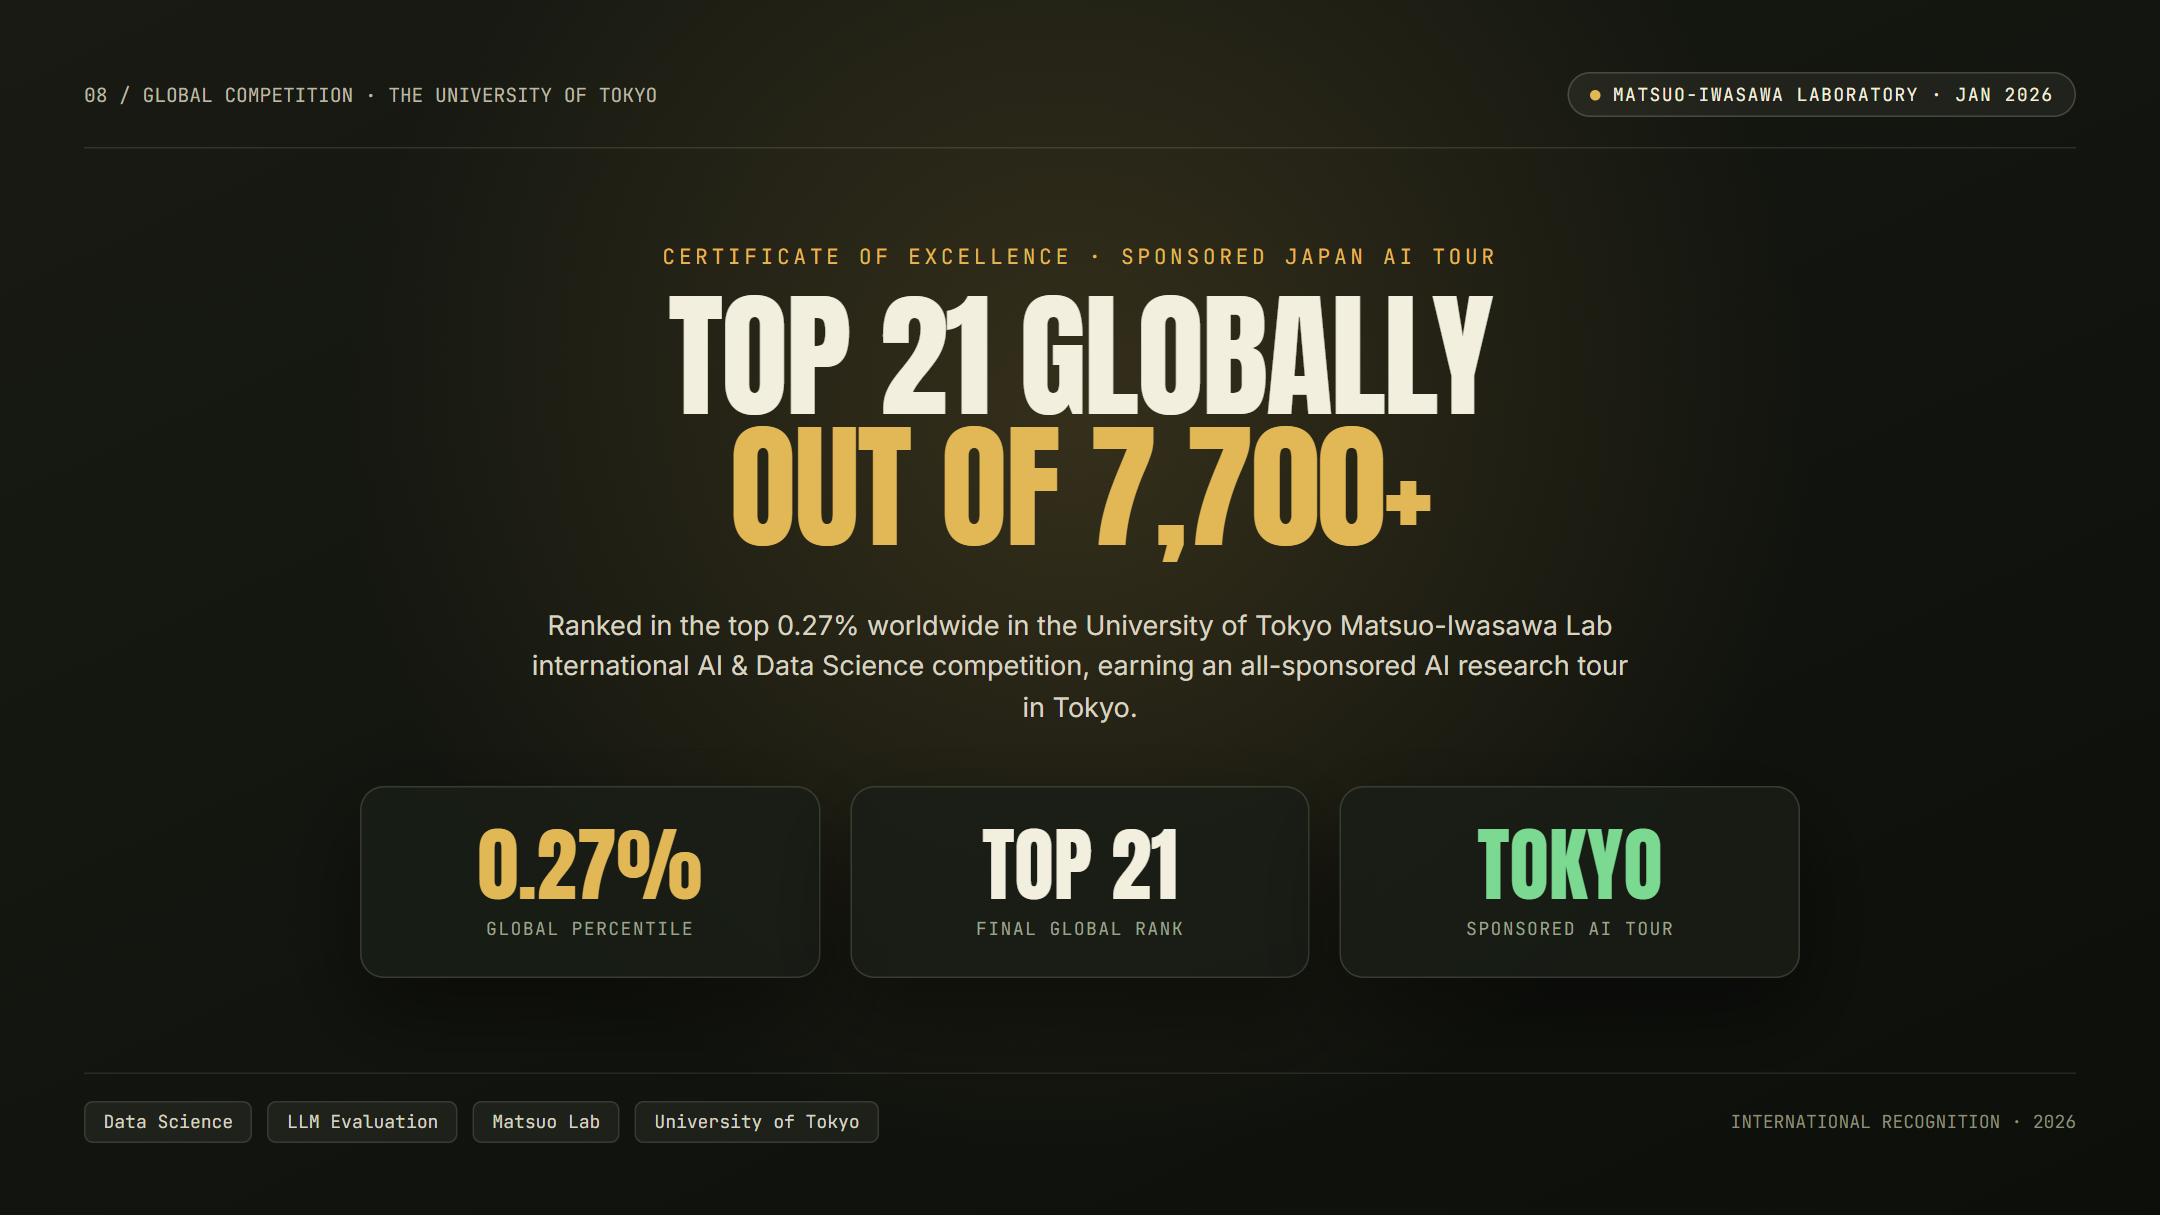 08 / GLOBAL COMPETITION · THE UNIVERSITY OF TOKYO
MATSUO-IWASAWA LABORATORY · JAN 2026
CERTIFICATE OF EXCELLENCE · SPONSORED JAPAN AI TOUR
TOP 21 GLOBALLY
OUT OF 7,700+
Ranked in the top 0.27% worldwide in the University of Tokyo Matsuo-Iwasawa Lab
international AI & Data Science competition, earning an all-sponsored AI research tour
in Tokyo.
0.27%
GLOBAL PERCENTILE
TOP 21
FINAL GLOBAL RANK
TOKYO
SPONSORED AI TOUR
Data Science
LLM Evaluation
Matsuo Lab
University of Tokyo
INTERNATIONAL RECOGNITION · 2026